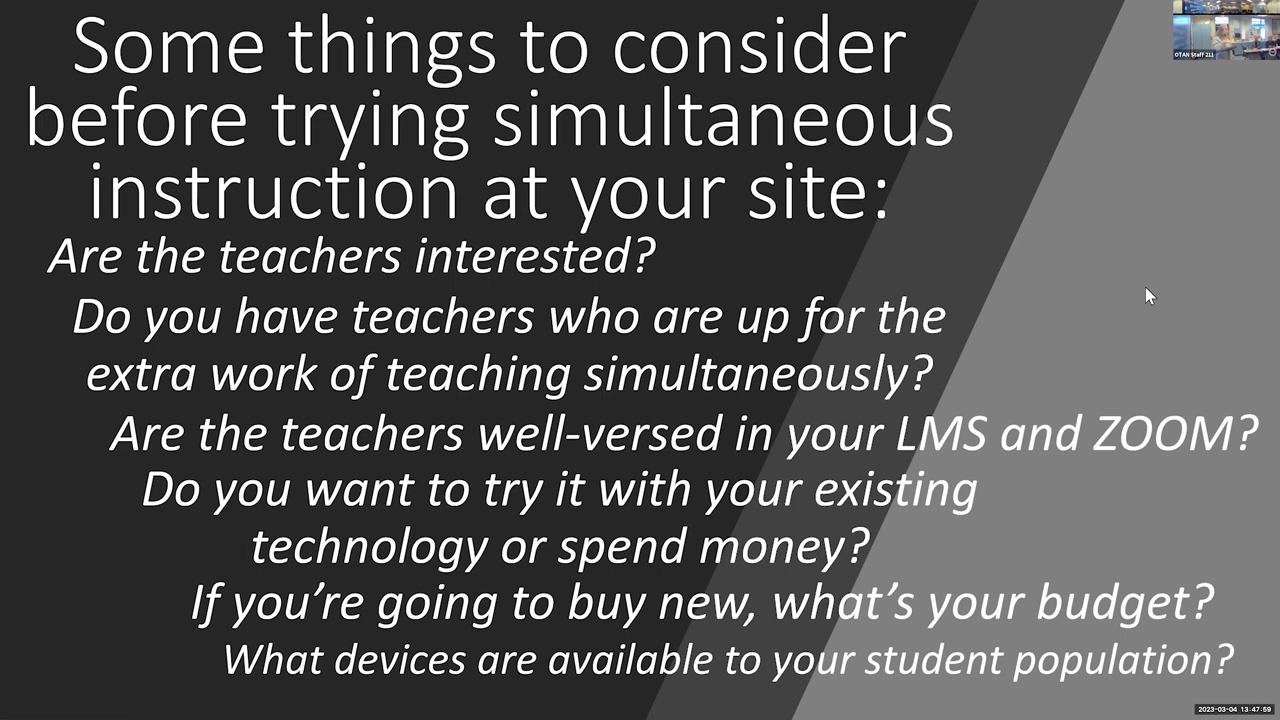 Some things to consider
before trying simultaneous
instruction at your site:
Are the teachers interested?
Do you have teachers who are up for the
extra work of teaching simultaneously?
Are the teachers well-versed in your LMS and ZOOM?
Do you want to try it with your existing
technology or spend money?
If you’re going to buy new, what’s your budget?
What devices are available to your student population?
OTAN Staff 211
2023-03-04 13:47:59